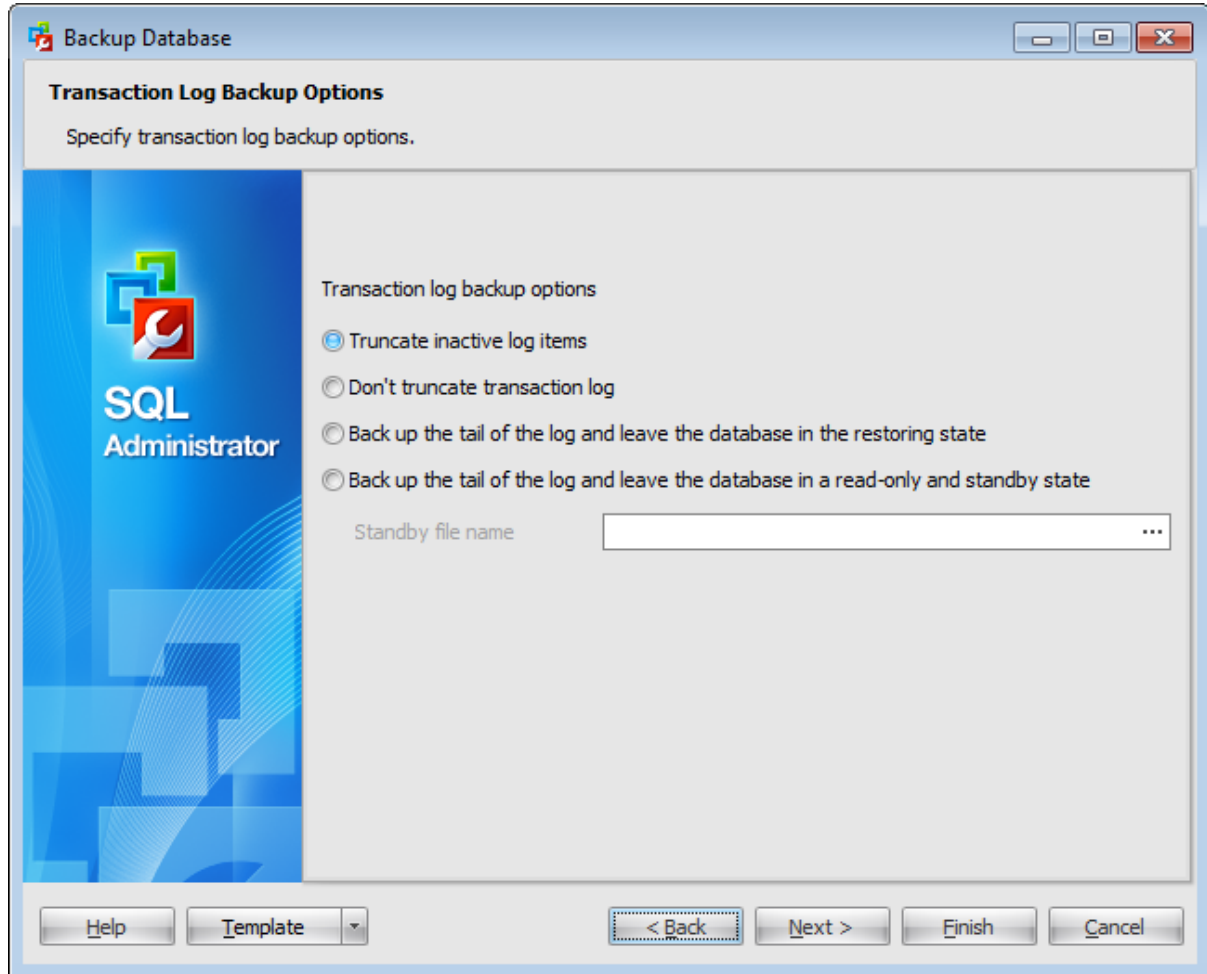 Backup Database
Transaction Log Backup Options
Specify transaction log backup options.
SQL
Administrator
Transaction log backup options
Truncate inactive log items
Don't truncate transaction log
Back up the tail of the log and leave the database in the restoring state
Back up the tail of the log and leave the database in a read-only and standby state
Standby file name ...
Help Template < Back Next > Finish Cancel